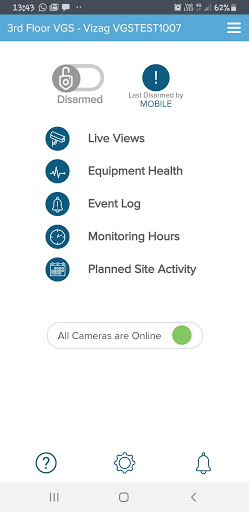 13:43 62%
3rd Floor VGS - Vizag VGSTEST1007
Disarmed
Last Disarmed by
MOBILE
Live Views
Equipment Health
Event Log
Monitoring Hours
Planned Site Activity
All Cameras are Online